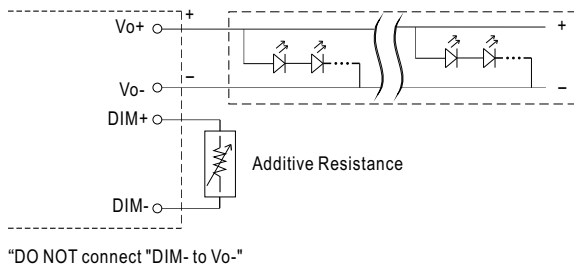 Vo+
+
+
Vo-
–
–
DIM+
Additive Resistance
DIM-
“DO NOT connect "DIM- to Vo-"